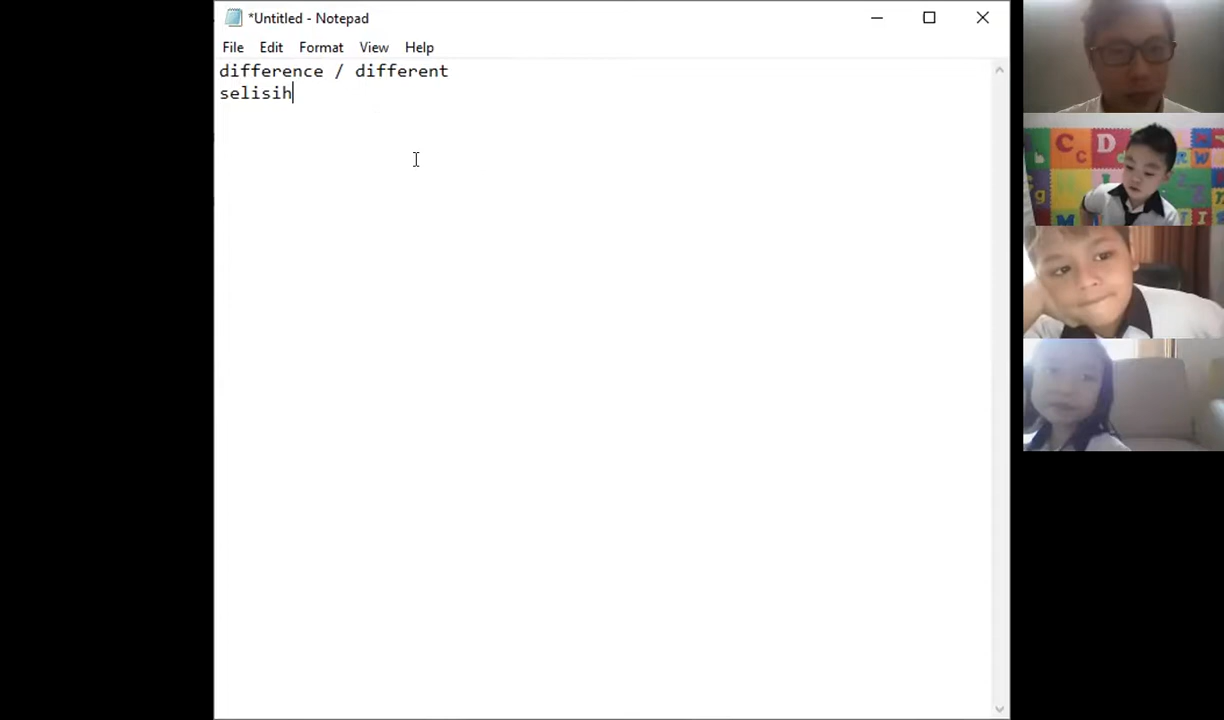 *Untitled - Notepad
File Edit Format View Help
difference / different
selisih